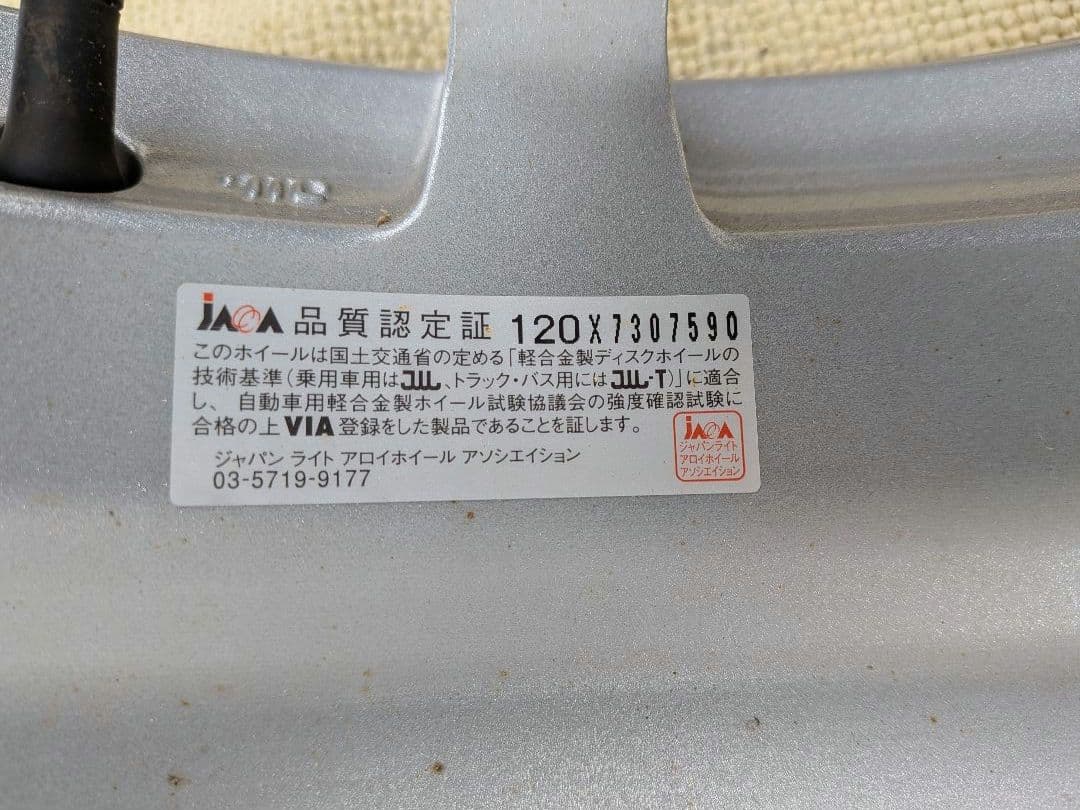 JAWA 品質認定証 120X7307590
このホイールは国土交通省の定める「軽合金製ディスクホイールの
技術基準(乗用車用はJWL、トラック・バス用にはJWL-T)」に適合
し、自動車用軽合金製ホイール試験協議会の強度確認試験に
合格の上VIA登録をした製品であることを証します。
ジャパン ライト アロイホイール アソシエイション
03-5719-9177
JAWA
ジャパンライト
アロイホイール
アソシエイション